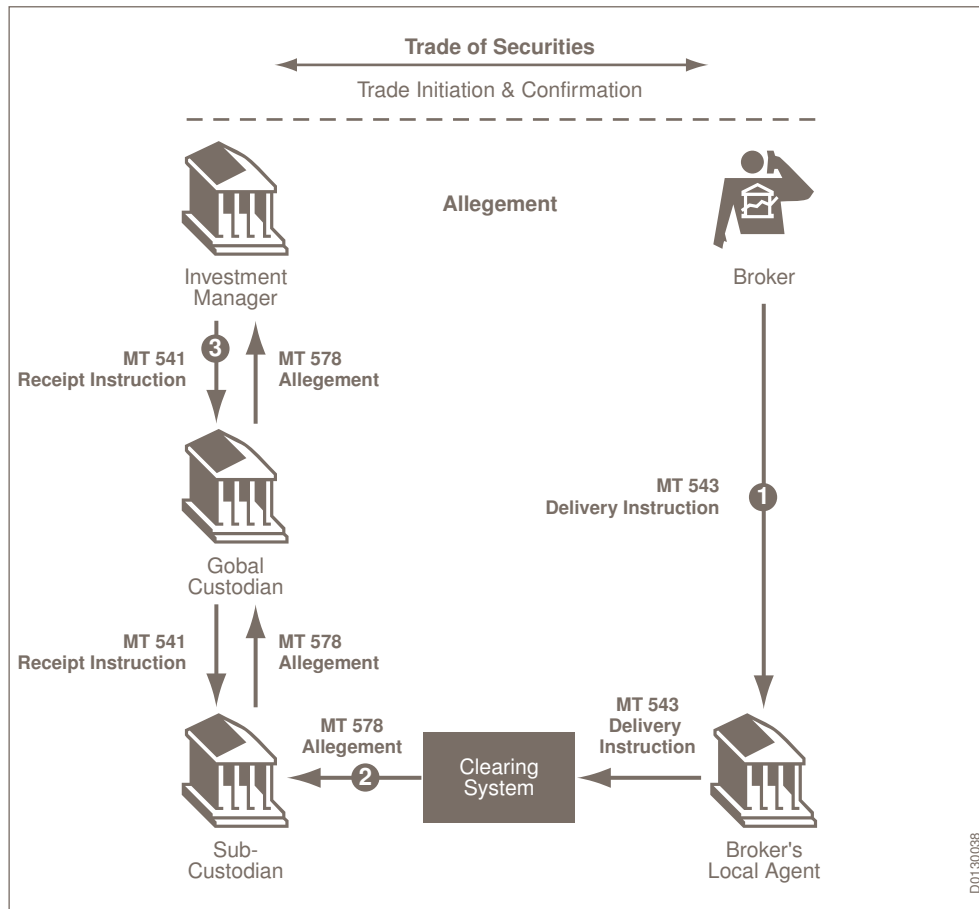 Trade of Securities
Trade Initiation & Confirmation
Allegement
Investment
Manager
Broker
3
MT 541
Receipt Instruction
MT 578
Allegement
MT 543
Delivery Instruction
1
Gobal
Custodian
MT 541
Receipt Instruction
MT 578
Allegement
MT 578
Allegement
2
Clearing
System
MT 543
Delivery
Instruction
Sub-
Custodian
Broker's
Local Agent
D0130038